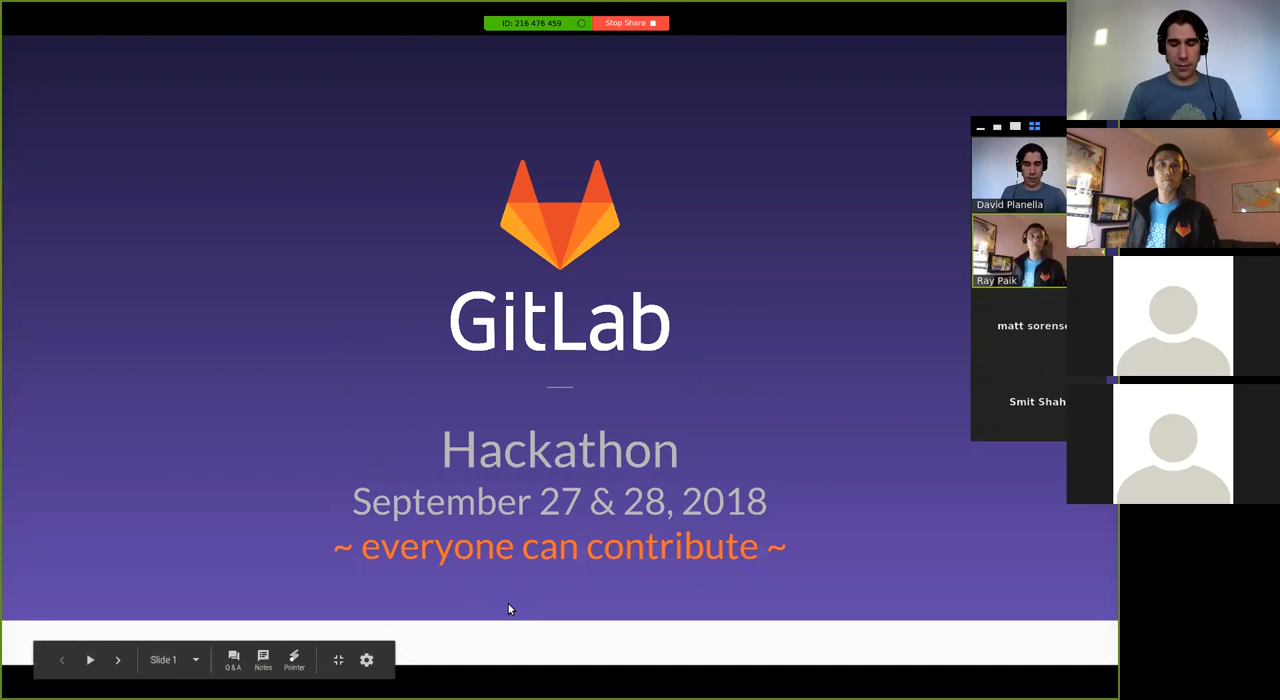 ID: 216 476 459
Stop Share
David Planella
Ray Paik
matt sorense
Smit Shah
GitLab
Hackathon
September 27 & 28, 2018
~ everyone can contribute ~
Slide 1
Q & A
Notes
Pointer